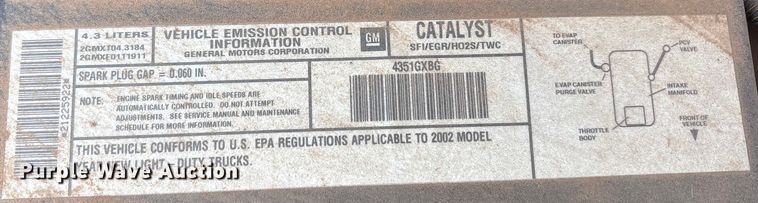 4.3 LITERS
2GMXT04.3184
2GMXE0111911
VEHICLE EMISSION CONTROL
INFORMATION
GENERAL MOTORS CORPORATION
GM
CATALYST
SFI/EGR/HO2S/TWC
SPARK PLUG GAP = 0.060 IN.
4351GXBG
*21225922*
NOTE: ENGINE SPARK TIMING AND IDLE SPEEDS ARE
AUTOMATICALLY CONTROLLED. DO NOT ATTEMPT
ADJUSTMENTS. SEE SERVICE MANUAL AND MAINTENANCE
SCHEDULE FOR MORE INFORMATION.
THIS VEHICLE CONFORMS TO U.S. EPA REGULATIONS APPLICABLE TO 2002 MODEL
YEAR NEW LIGHT - DUTY TRUCKS.
TO EVAP
CANISTER
PCV
VALVE
EVAP CANISTER
PURGE VALVE
INTAKE
MANIFOLD
THROTTLE
BODY
FRONT OF
VEHICLE
Purple Wave Auction